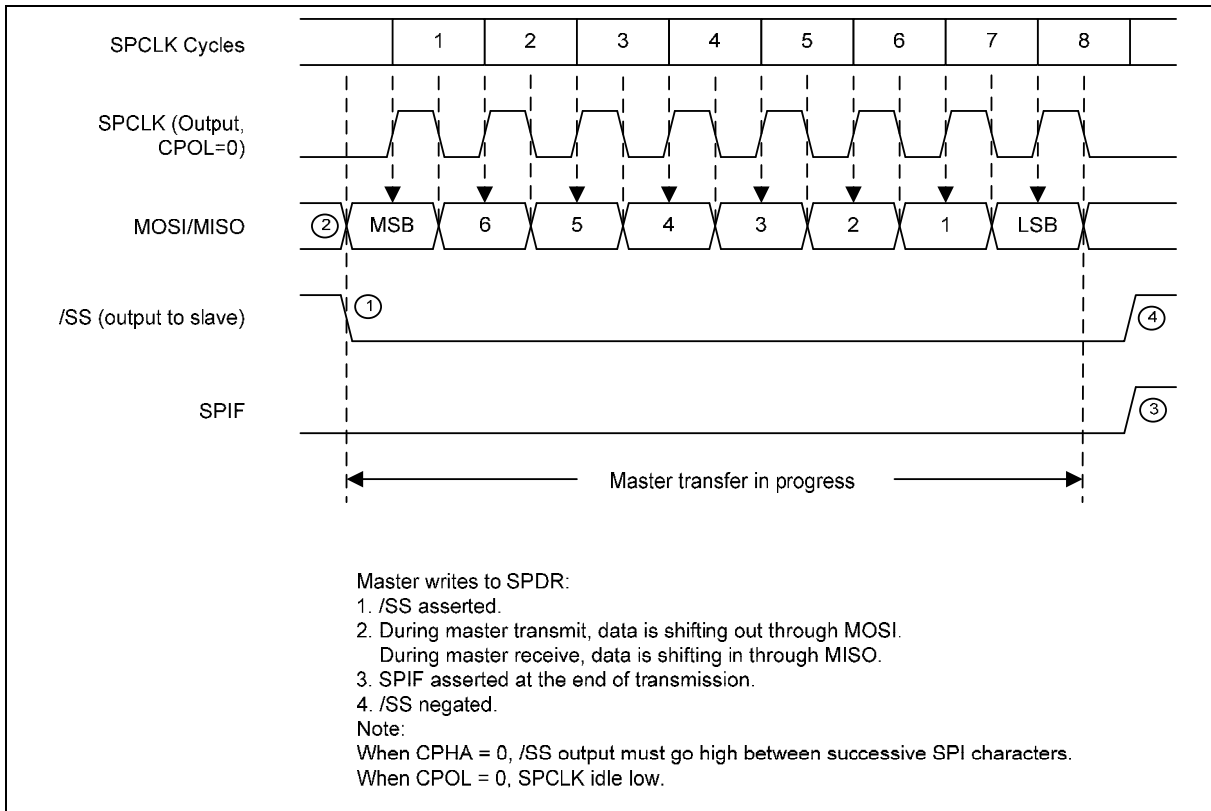 SPCLK Cycles
1 2 3 4 5 6 7 8
SPCLK (Output,
CPOL=0)
MOSI/MISO
2 MSB 6 5 4 3 2 1 LSB
/SS (output to slave)
1
4
SPIF
3
Master transfer in progress
Master writes to SPDR:
1. /SS asserted.
2. During master transmit, data is shifting out through MOSI.
During master receive, data is shifting in through MISO.
3. SPIF asserted at the end of transmission.
4. /SS negated.
Note:
When CPHA = 0, /SS output must go high between successive SPI characters.
When CPOL = 0, SPCLK idle low.